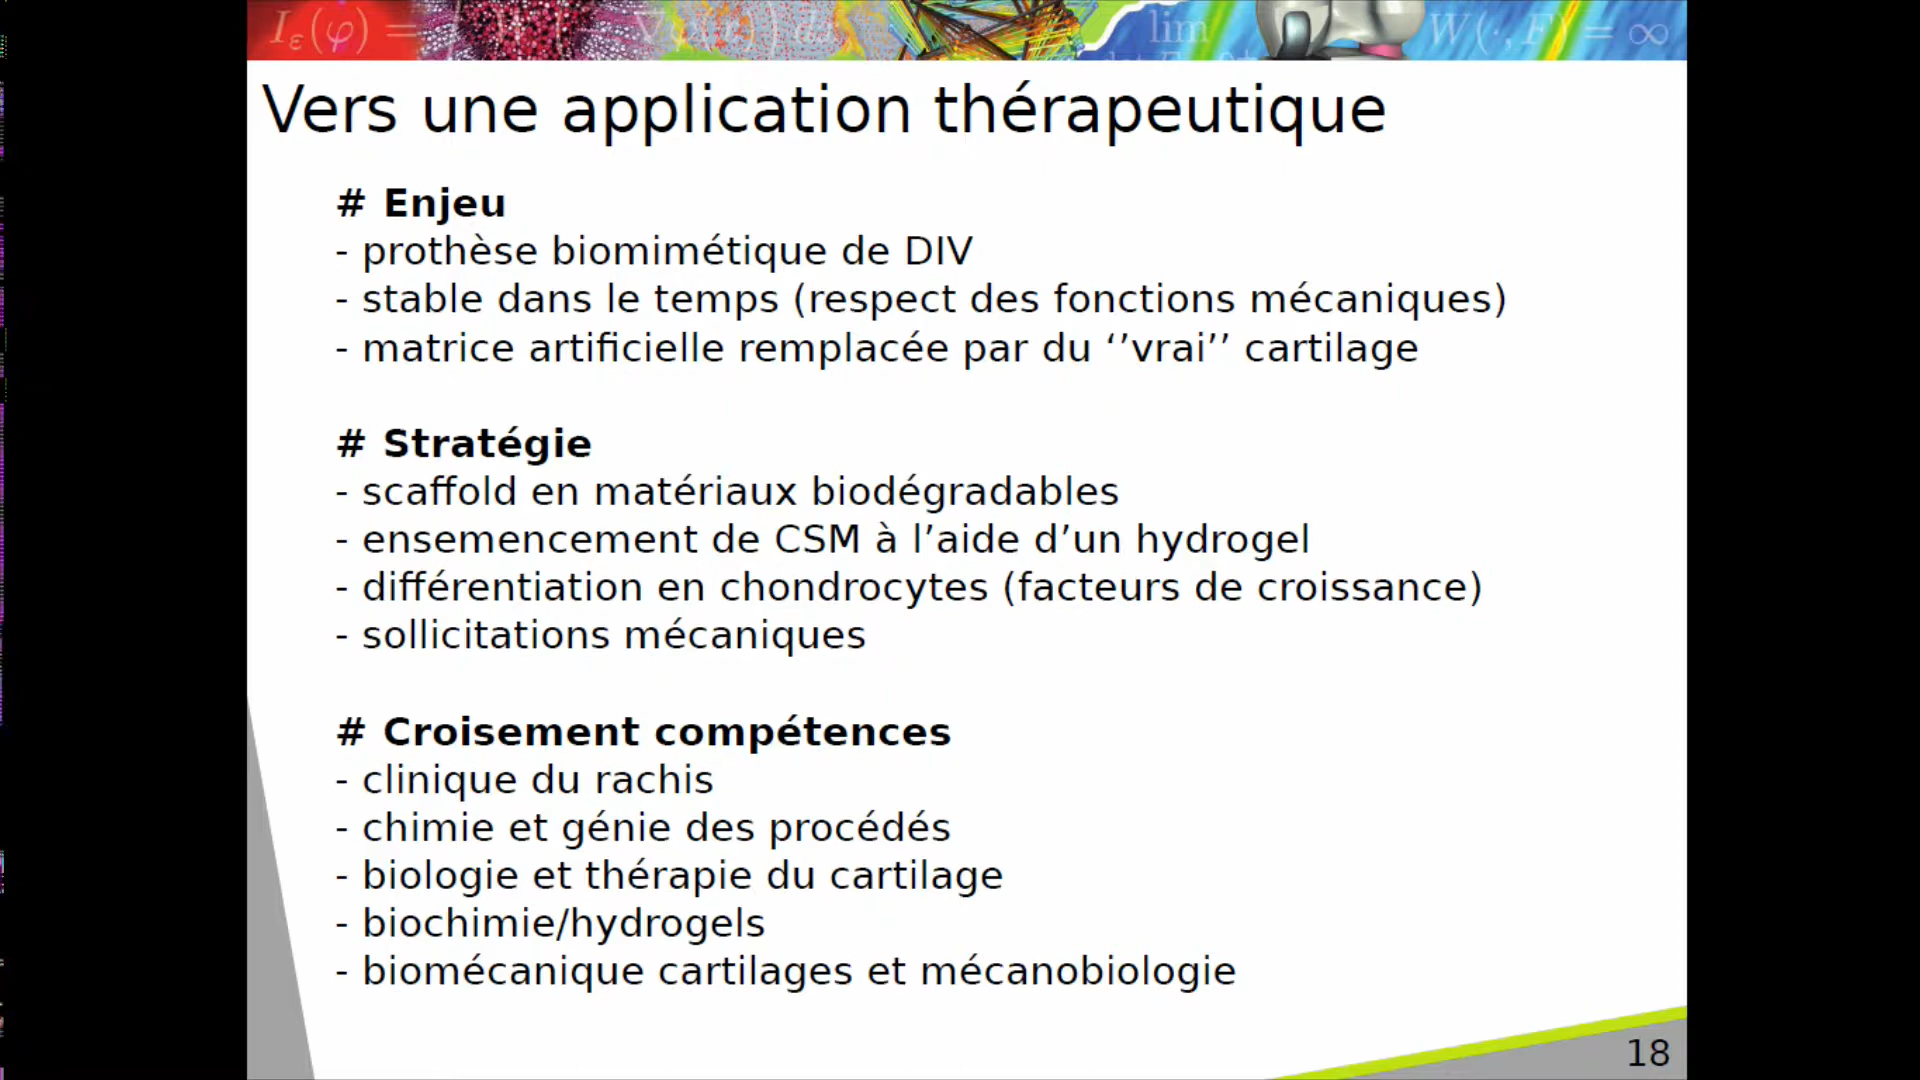 Vers une application thérapeutique
# Enjeu
- prothèse biomimétique de DIV
- stable dans le temps (respect des fonctions mécaniques)
- matrice artificielle remplacée par du ‘’vrai’’ cartilage
# Stratégie
- scaffold en matériaux biodégradables
- ensemencement de CSM à l’aide d’un hydrogel
- différentiation en chondrocytes (facteurs de croissance)
- sollicitations mécaniques
# Croisement compétences
- clinique du rachis
- chimie et génie des procédés
- biologie et thérapie du cartilage
- biochimie/hydrogels
- biomécanique cartilages et mécanobiologie
18